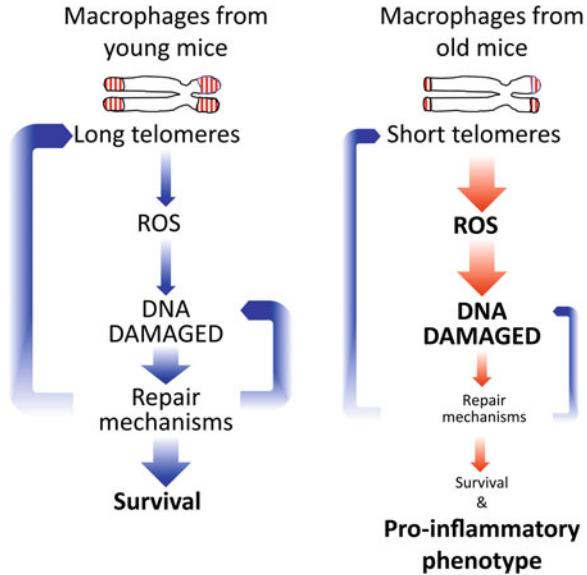 Macrophages from
young mice
Long telomeres
ROS
DNA
DAMAGED
Repair
mechanisms
Survival
Macrophages from
old mice
Short telomeres
ROS
DNA
DAMAGED
Repair
mechanisms
Survival
&
Pro-inflammatory
phenotype